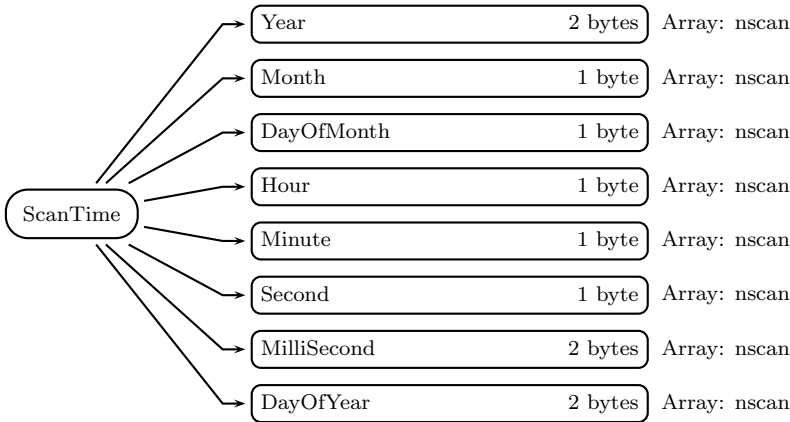 Year 2 bytes Array: nscan
Month 1 byte Array: nscan
DayOfMonth 1 byte Array: nscan
Hour 1 byte Array: nscan
ScanTime
Minute 1 byte Array: nscan
Second 1 byte Array: nscan
MilliSecond 2 bytes Array: nscan
DayOfYear 2 bytes Array: nscan